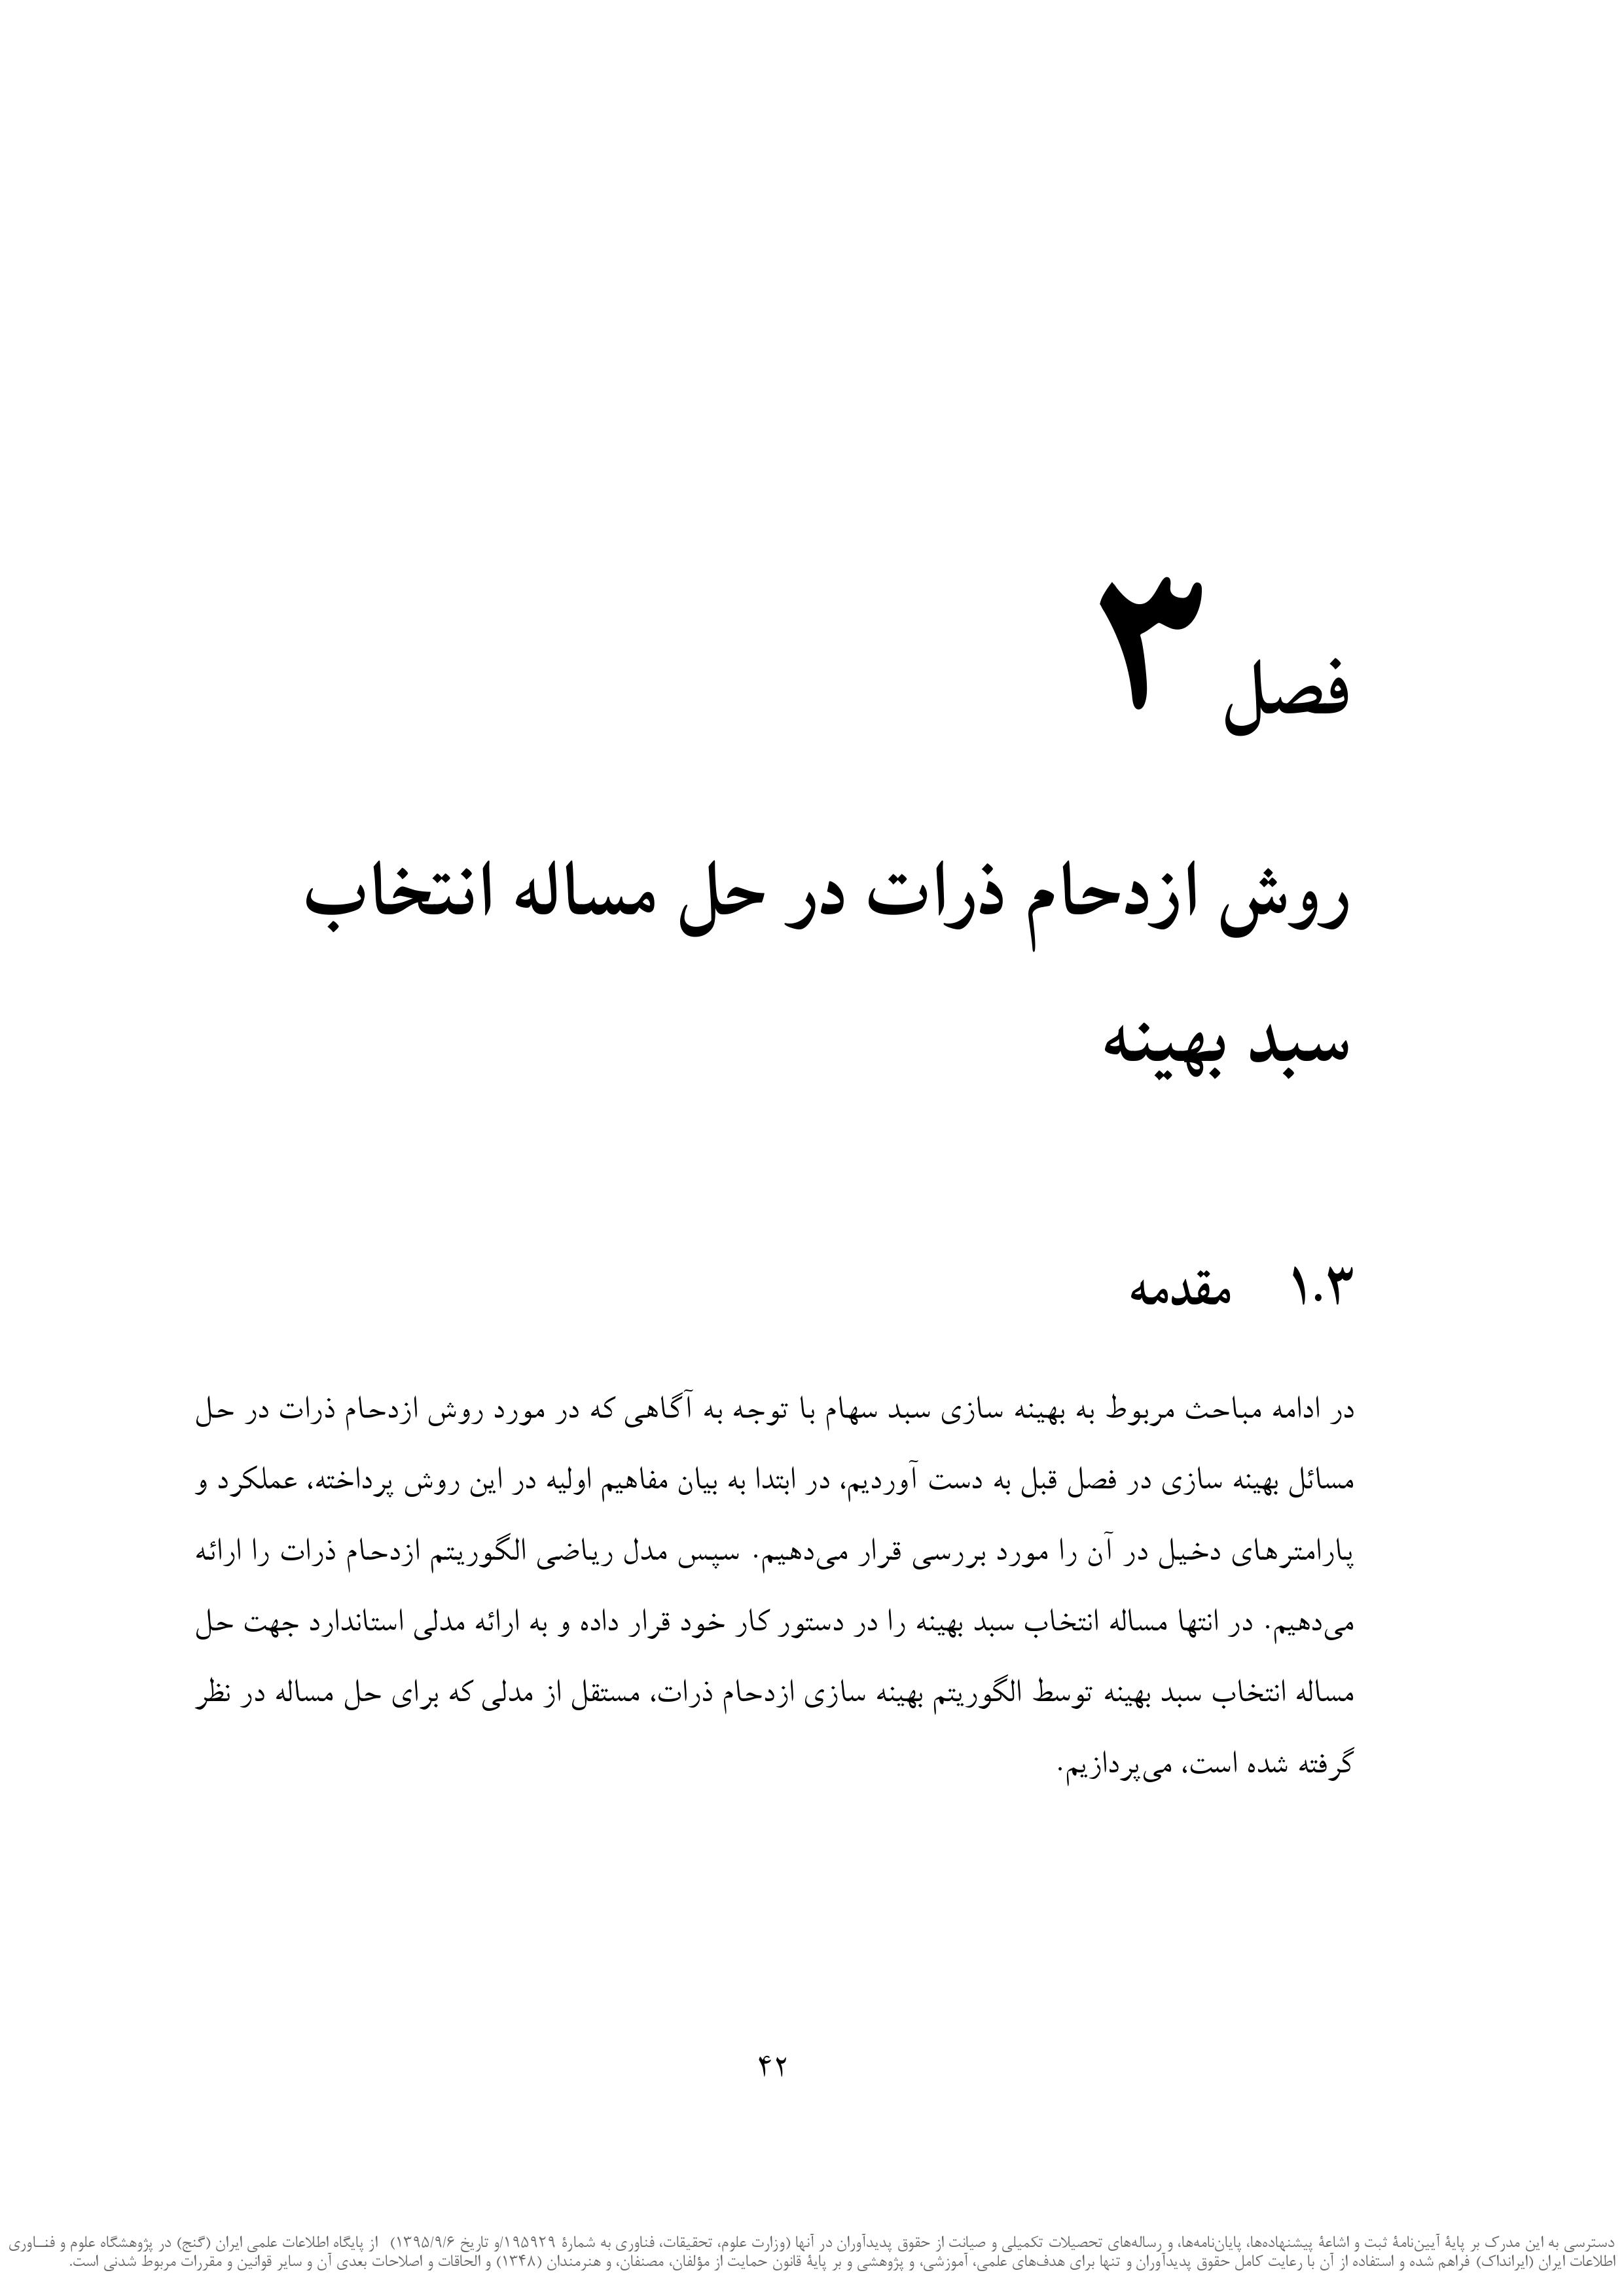 فصل ۳
روش ازدحام ذرات در حل مساله انتخاب
سبد بهینه
۱.۳ مقدمه
در ادامه مباحث مربوط به بهینه سازی سبد سهام با توجه به آگاهی که در مورد روش ازدحام ذرات در حل
مسائل بهینه سازی در فصل قبل به دست آوردیم، در ابتدا به بیان مفاهیم اولیه در این روش پرداخته، عملکرد و
پارامترهای دخیل در آن را مورد بررسی قرار می‌دهیم. سپس مدل ریاضی الگوریتم ازدحام ذرات را ارائه
می‌دهیم. در انتها مساله انتخاب سبد بهینه را در دستور کار خود قرار داده و به ارائه مدلی استاندارد جهت حل
مساله انتخاب سبد بهینه توسط الگوریتم بهینه سازی ازدحام ذرات، مستقل از مدلی که برای حل مساله در نظر
گرفته شده است، می‌پردازیم.
۴۲
دسترسی به این مدرک بر پایهٔ آیین‌نامهٔ ثبت و اشاعهٔ پیشنهاده‌ها، پایان‌نامه‌ها، و رساله‌های تحصیلات تکمیلی و صیانت از حقوق پدیدآوران در آنها (وزارت علوم، تحقیقات، فناوری به شمارهٔ ۱۹۵۹۲۹/و تاریخ ۱۳۹۵/۹/۶) از پایگاه اطلاعات علمی ایران (گنج) در پژوهشگاه علوم و فنــاوری
اطلاعات ایران (ایرانداک) فراهم شده و استفاده از آن با رعایت کامل حقوق پدیدآوران و تنها برای هدف‌های علمی، آموزشی، و پژوهشی و بر پایهٔ قانون حمایت از مؤلفان، مصنفان، و هنرمندان (۱۳۴۸) و الحاقات و اصلاحات بعدی آن و سایر قوانین و مقررات مربوط شدنی است.